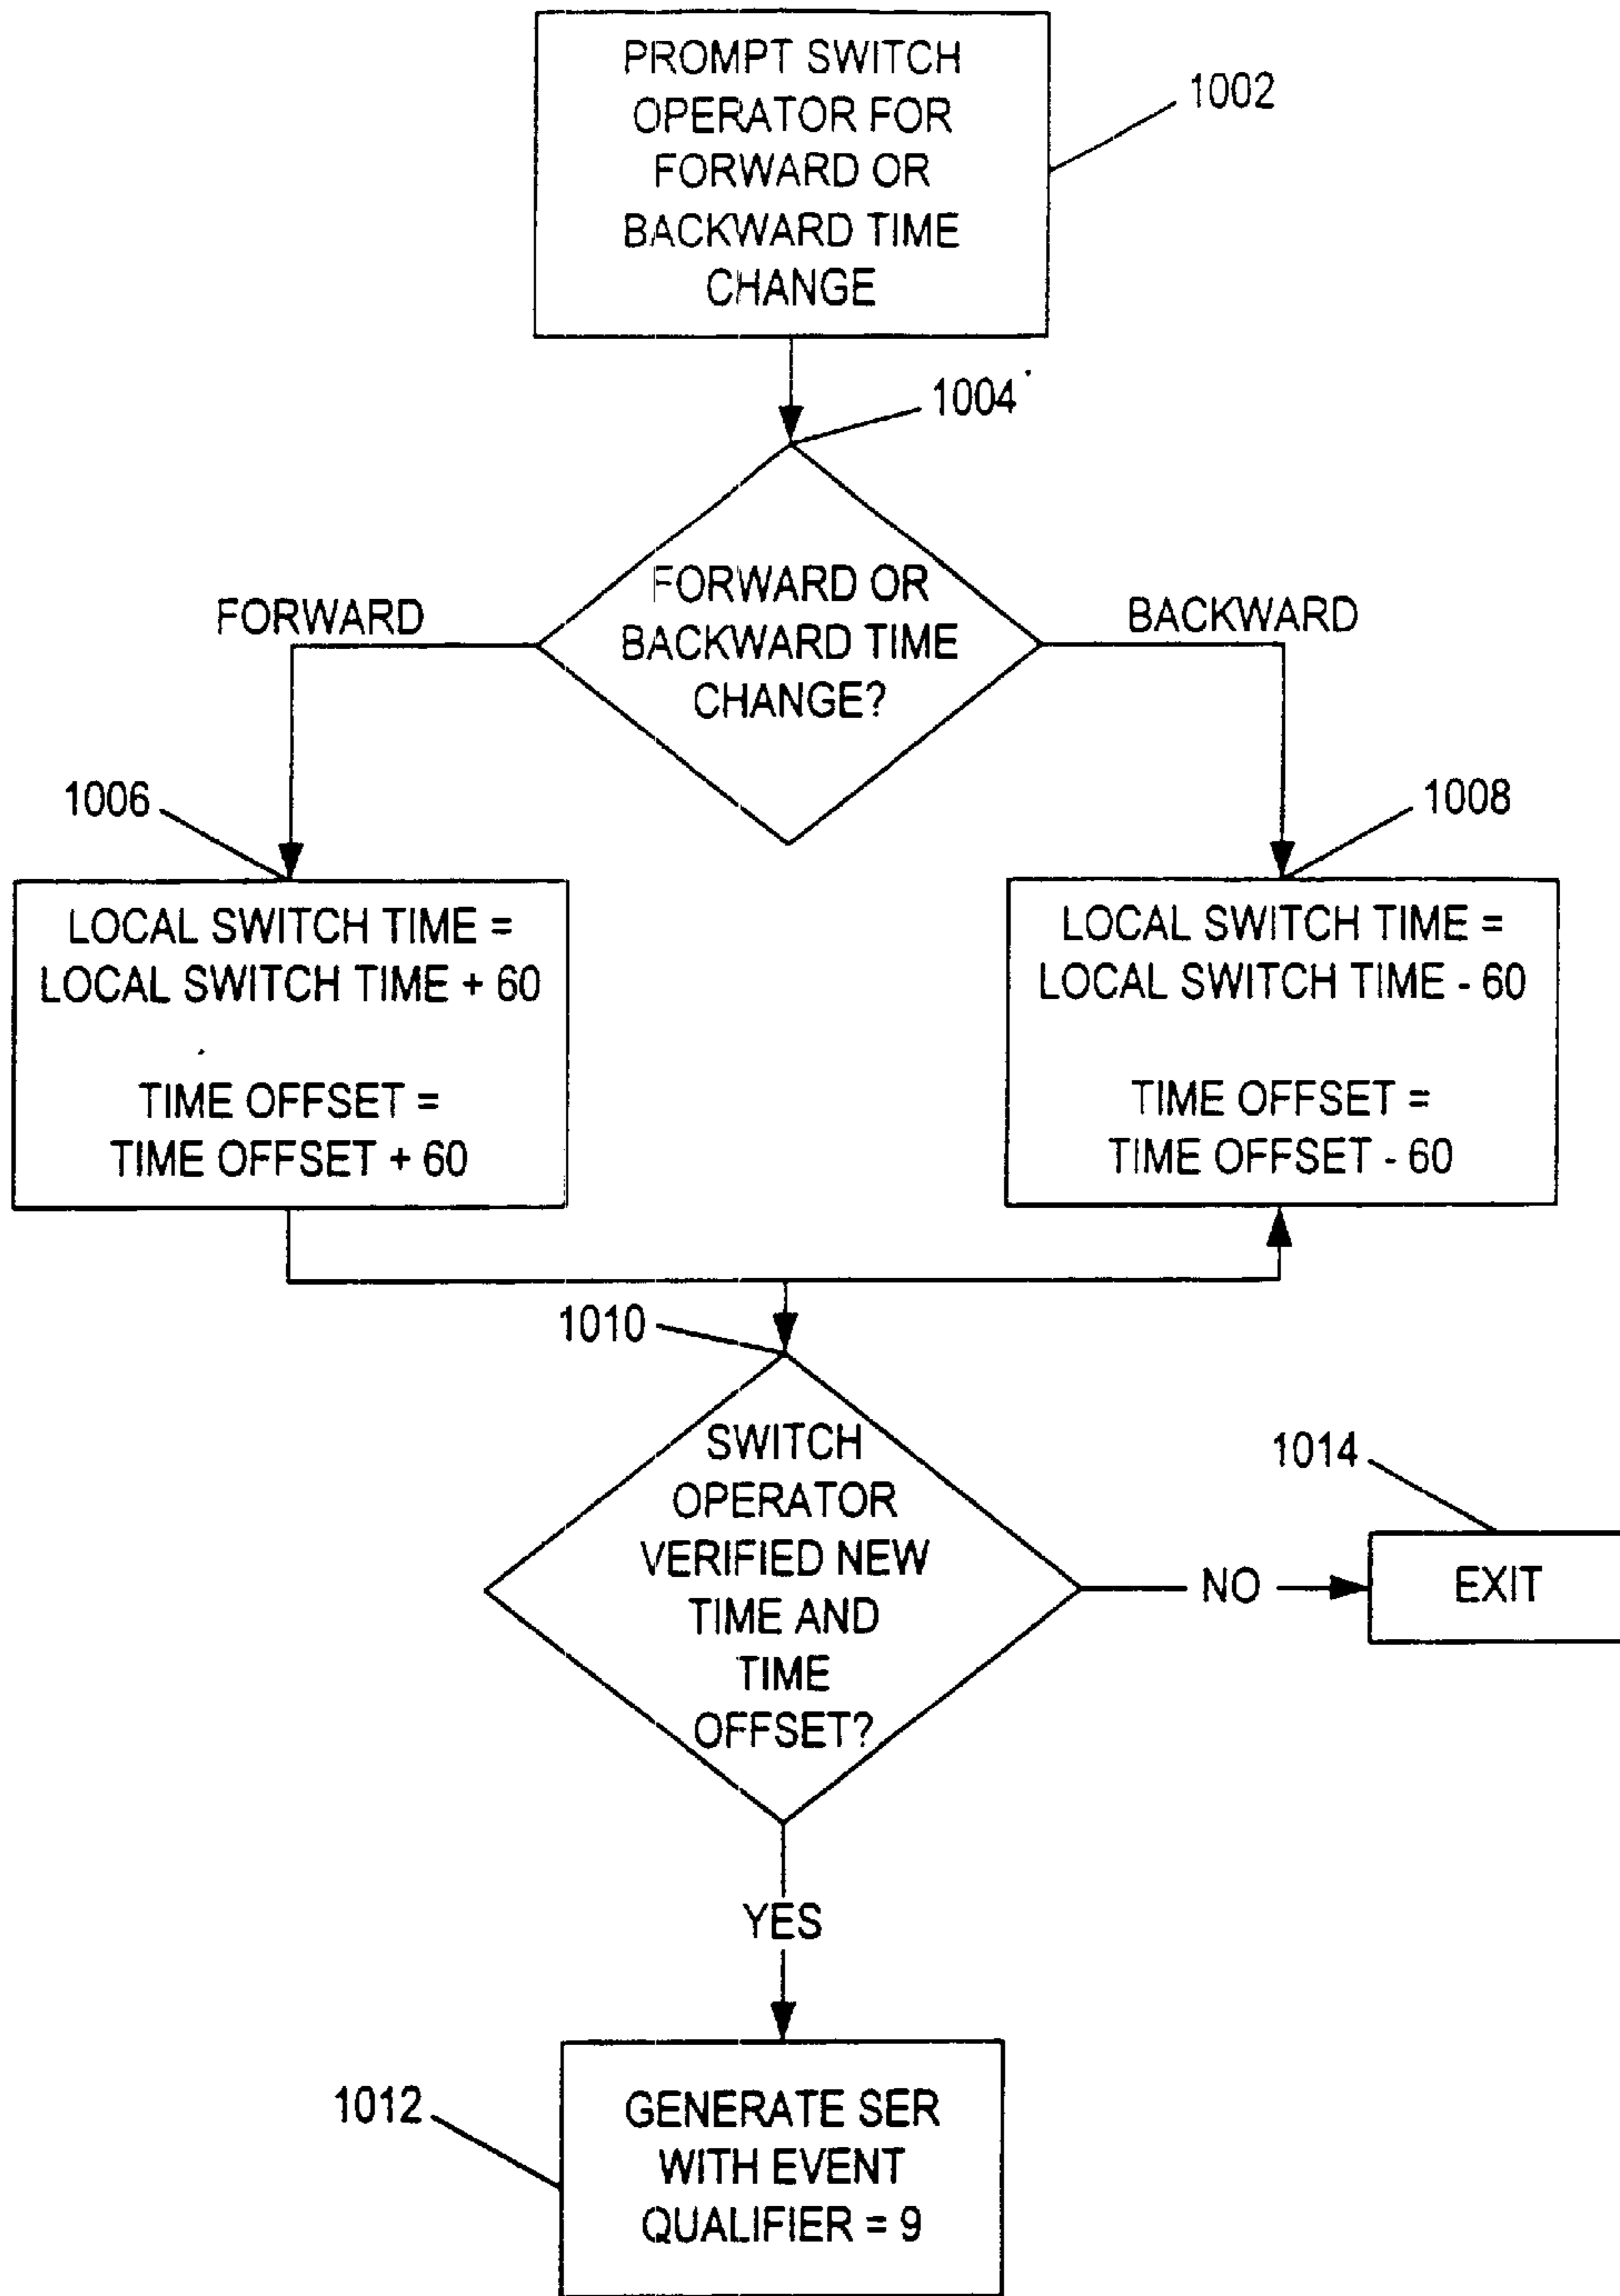 PROMPT SWITCH
OPERATOR FOR
FORWARD OR
BACKWARD TIME
CHANGE
1002
1004
FORWARD OR
BACKWARD TIME
CHANGE?
FORWARD
BACKWARD
1006
1008
LOCAL SWITCH TIME =
LOCAL SWITCH TIME + 60
TIME OFFSET =
TIME OFFSET + 60
LOCAL SWITCH TIME =
LOCAL SWITCH TIME - 60
TIME OFFSET =
TIME OFFSET - 60
1010
SWITCH
OPERATOR
VERIFIED NEW
TIME AND
TIME
OFFSET?
NO
1014
EXIT
YES
1012
GENERATE SER
WITH EVENT
QUALIFIER = 9